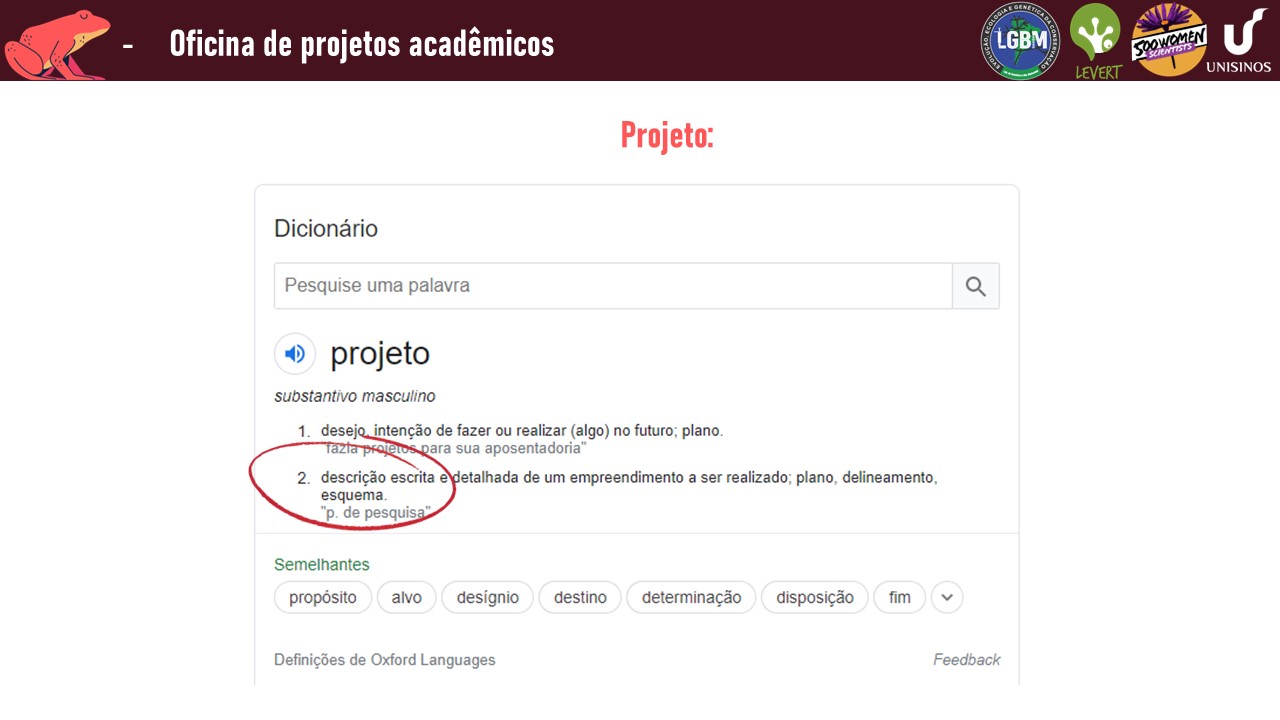 - Oficina de projetos acadêmicos
EVOLUÇÃO, ECOLOGIA E GENÉTICA DA CONSERVAÇÃO
LGBM
LEVERT
500 WOMEN
SCIENTISTS
UNISINOS
Projeto:
Dicionário
Pesquise uma palavra
projeto
substantivo masculino
1. desejo, intenção de fazer ou realizar (algo) no futuro; plano.
"fazia projetos para sua aposentadoria"
2. descrição escrita e detalhada de um empreendimento a ser realizado; plano, delineamento,
esquema.
"p. de pesquisa"
Semelhantes
propósito alvo desígnio destino determinação disposição fim
Definições de Oxford Languages Feedback